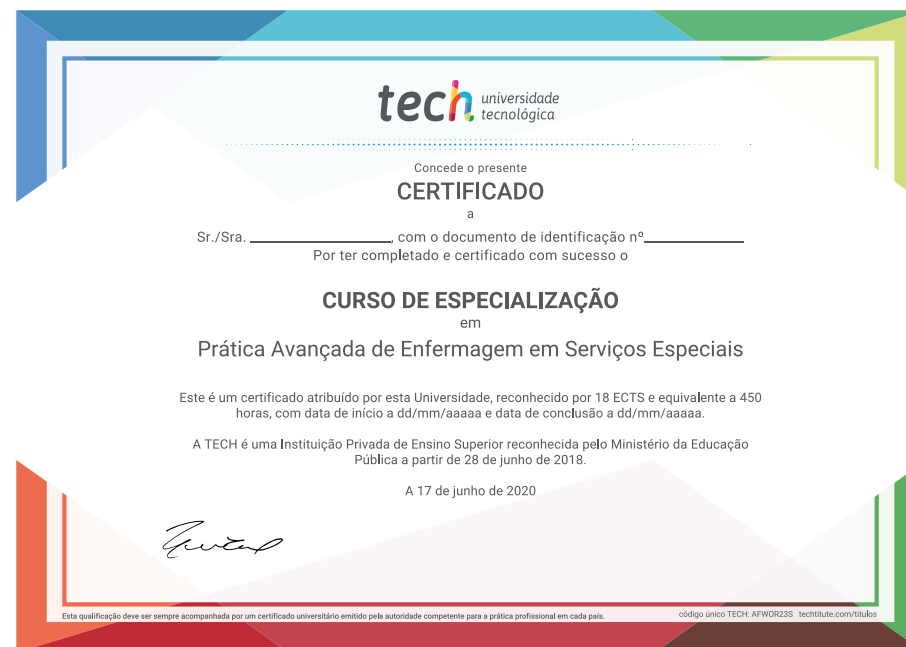 tech universidade
tecnológica
Concede o presente
CERTIFICADO
a
Sr./Sra. ____________, com o documento de identificação nº____________
Por ter completado e certificado com sucesso o
CURSO DE ESPECIALIZAÇÃO
em
Prática Avançada de Enfermagem em Serviços Especiais
Este é um certificado atribuído por esta Universidade, reconhecido por 18 ECTS e equivalente a 450
horas, com data de início a dd/mm/aaaaa e data de conclusão a dd/mm/aaaaa.
A TECH é uma Instituição Privada de Ensino Superior reconhecida pelo Ministério da Educação
Pública a partir de 28 de junho de 2018.
A 17 de junho de 2020
Esta qualificação deve ser sempre acompanhada por um certificado universitário emitido pela autoridade competente para a prática profissional em cada país.
código único TECH: AFWOR23S techtitute.com/títulos